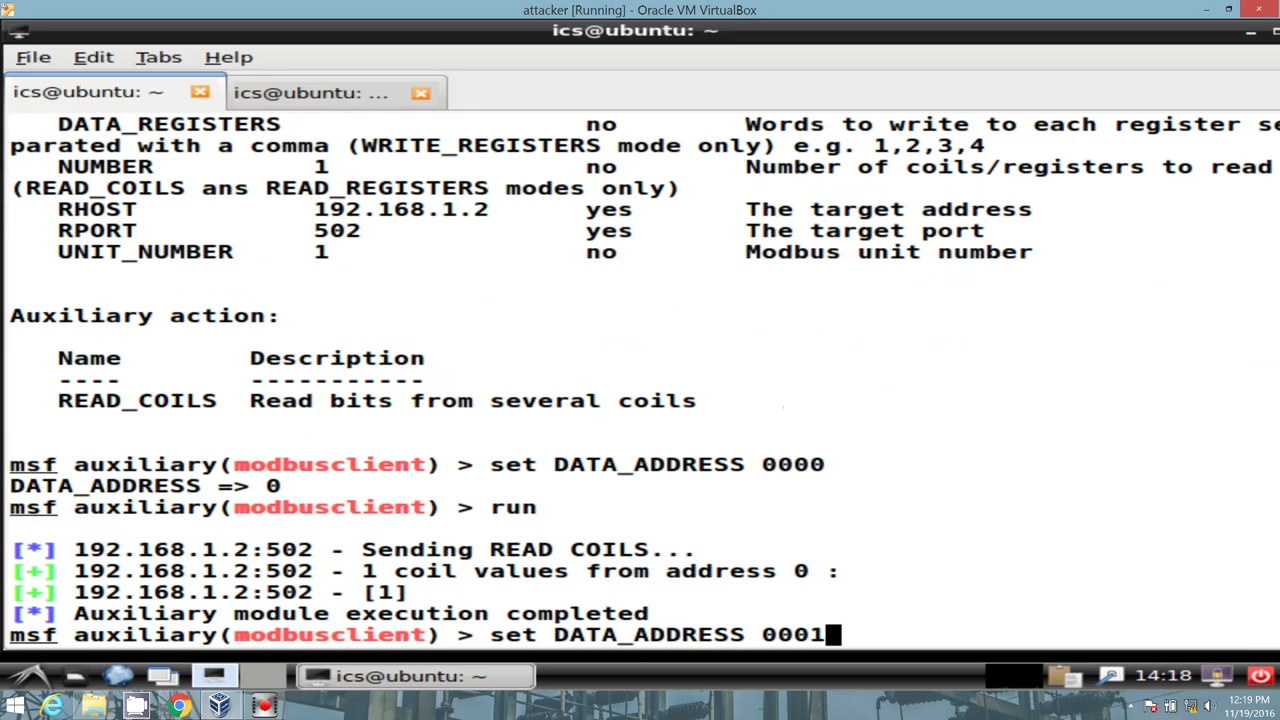 attacker [Running] - Oracle VM VirtualBox
ics@ubuntu: ~
File Edit Tabs Help
ics@ubuntu: ~ ics@ubuntu: ...
DATA_REGISTERS no Words to write to each register se
parated with a comma (WRITE_REGISTERS mode only) e.g. 1,2,3,4
NUMBER 1 no Number of coils/registers to read
(READ_COILS ans READ_REGISTERS modes only)
RHOST 192.168.1.2 yes The target address
RPORT 502 yes The target port
UNIT_NUMBER 1 no Modbus unit number
Auxiliary action:
Name Description
---- -----------
READ_COILS Read bits from several coils
msf auxiliary(modbusclient) > set DATA_ADDRESS 0000
DATA_ADDRESS => 0
msf auxiliary(modbusclient) > run
[*] 192.168.1.2:502 - Sending READ COILS...
[+] 192.168.1.2:502 - 1 coil values from address 0 :
[+] 192.168.1.2:502 - [1]
[*] Auxiliary module execution completed
msf auxiliary(modbusclient) > set DATA_ADDRESS 0001
ics@ubuntu: ~ 14:18
12:19 PM
11/19/2016